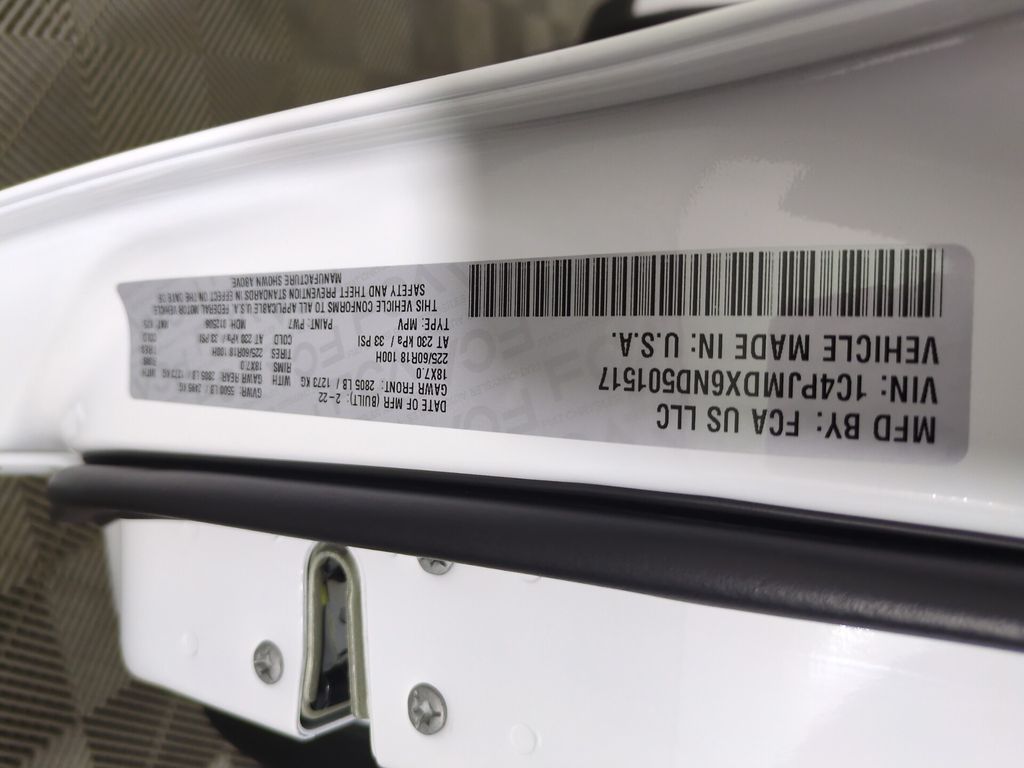 MFD BY: FCA US LLC
VIN: 1C4PJMDX6ND501517
VEHICLE MADE IN: U.S.A.
DATE OF MFR (BUILT): 2-22
GAWR FRONT: 2805 LB / 1273 KG WITH
18X7.0
225/60R18 100H
AT 230 kPa / 33 PSI
TYPE: MPV
GVWR: 5500 LB / 2495 KG
GAWR REAR: 2805 LB / 1273 KG WITH
RIMS 18X7.0
TIRES 225/60R18 100H
COLD AT 230 kPa / 33 PSI
PAINT: PW7
MDH: 012506
THIS VEHICLE CONFORMS TO ALL APPLICABLE U.S.A. FEDERAL MOTOR VEHICLE
SAFETY AND THEFT PREVENTION STANDARDS IN EFFECT ON THE DATE OF
MANUFACTURE SHOWN ABOVE